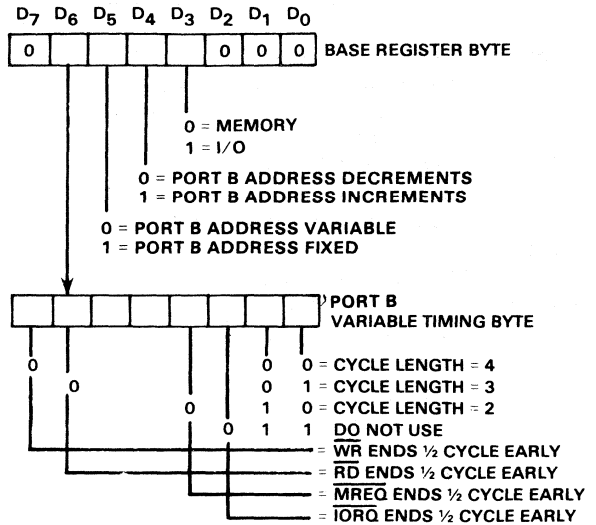 D7 D6 D5 D4 D3 D2 D1 D0
0 0 0 0 BASE REGISTER BYTE
0 = MEMORY
1 = I/O
0 = PORT B ADDRESS DECREMENTS
1 = PORT B ADDRESS INCREMENTS
0 = PORT B ADDRESS VARIABLE
1 = PORT B ADDRESS FIXED
PORT B
VARIABLE TIMING BYTE
0 0 0 = CYCLE LENGTH = 4
0 0 1 = CYCLE LENGTH = 3
0 1 0 = CYCLE LENGTH = 2
0 1 1 DO NOT USE
= WR ENDS ½ CYCLE EARLY
= RD ENDS ½ CYCLE EARLY
= MREQ ENDS ½ CYCLE EARLY
= IORQ ENDS ½ CYCLE EARLY